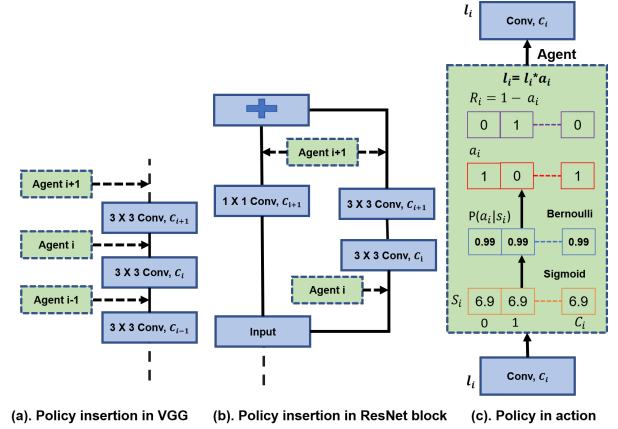 Agent i+1
3 X 3 Conv, C_{i+1}
Agent i
3 X 3 Conv, C_i
Agent i-1
3 X 3 Conv, C_{i−1}
(a). Policy insertion in VGG
Agent i+1
1 X 1 Conv, C_{i+1}
3 X 3 Conv, C_{i+1}
3 X 3 Conv, C_i
Agent i
Input
(b). Policy insertion in ResNet block
l_i
Conv, C_i
Agent
l_i= l_i*a_i
R_i = 1 − a_i
0 1 0
a_i
1 0 1
P(a_i|s_i) Bernoulli
0.99 0.99 0.99
Sigmoid
S_i 6.9 6.9 6.9
0 1 C_i
l_i
Conv, C_i
(c). Policy in action